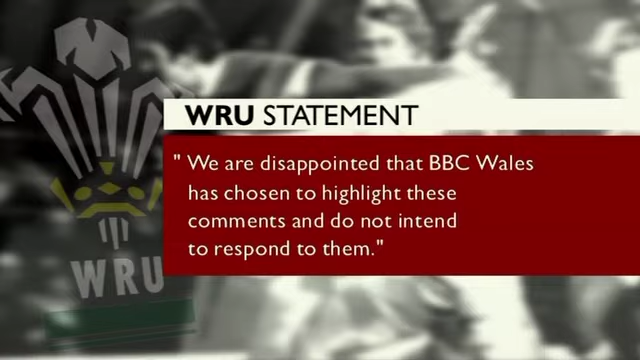 WRU STATEMENT
" We are disappointed that BBC Wales
has chosen to highlight these
comments and do not intend
to respond to them."
WRU